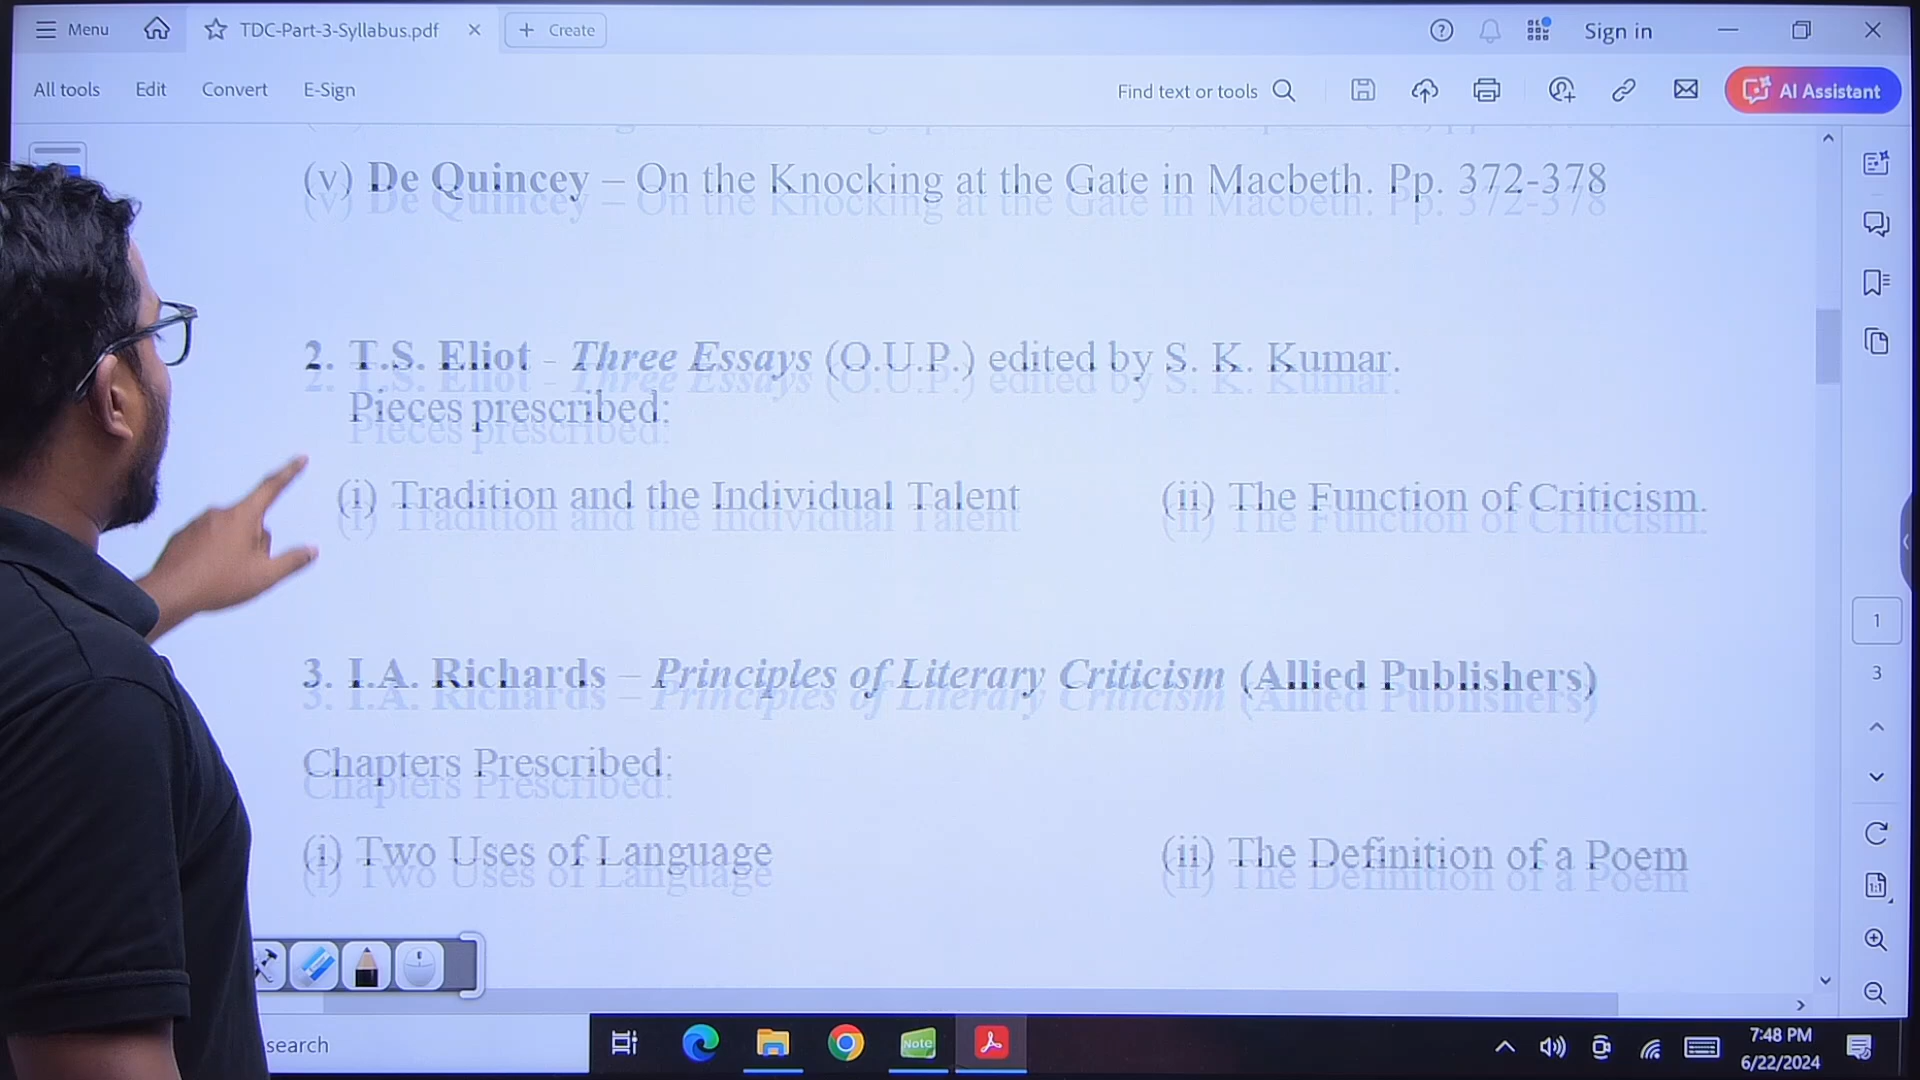 Menu
TDC-Part-3-Syllabus.pdf
Create
Sign in
All tools
Edit
Convert
E-Sign
Find text or tools
AI Assistant
(v) De Quincey – On the Knocking at the Gate in Macbeth. Pp. 372-378
2. T.S. Eliot - Three Essays (O.U.P.) edited by S. K. Kumar.
Pieces prescribed:
(i) Tradition and the Individual Talent (ii) The Function of Criticism.
3. I.A. Richards – Principles of Literary Criticism (Allied Publishers)
Chapters Prescribed:
(i) Two Uses of Language (ii) The Definition of a Poem
1
3
1:1
search
Note
7:48 PM
6/22/2024